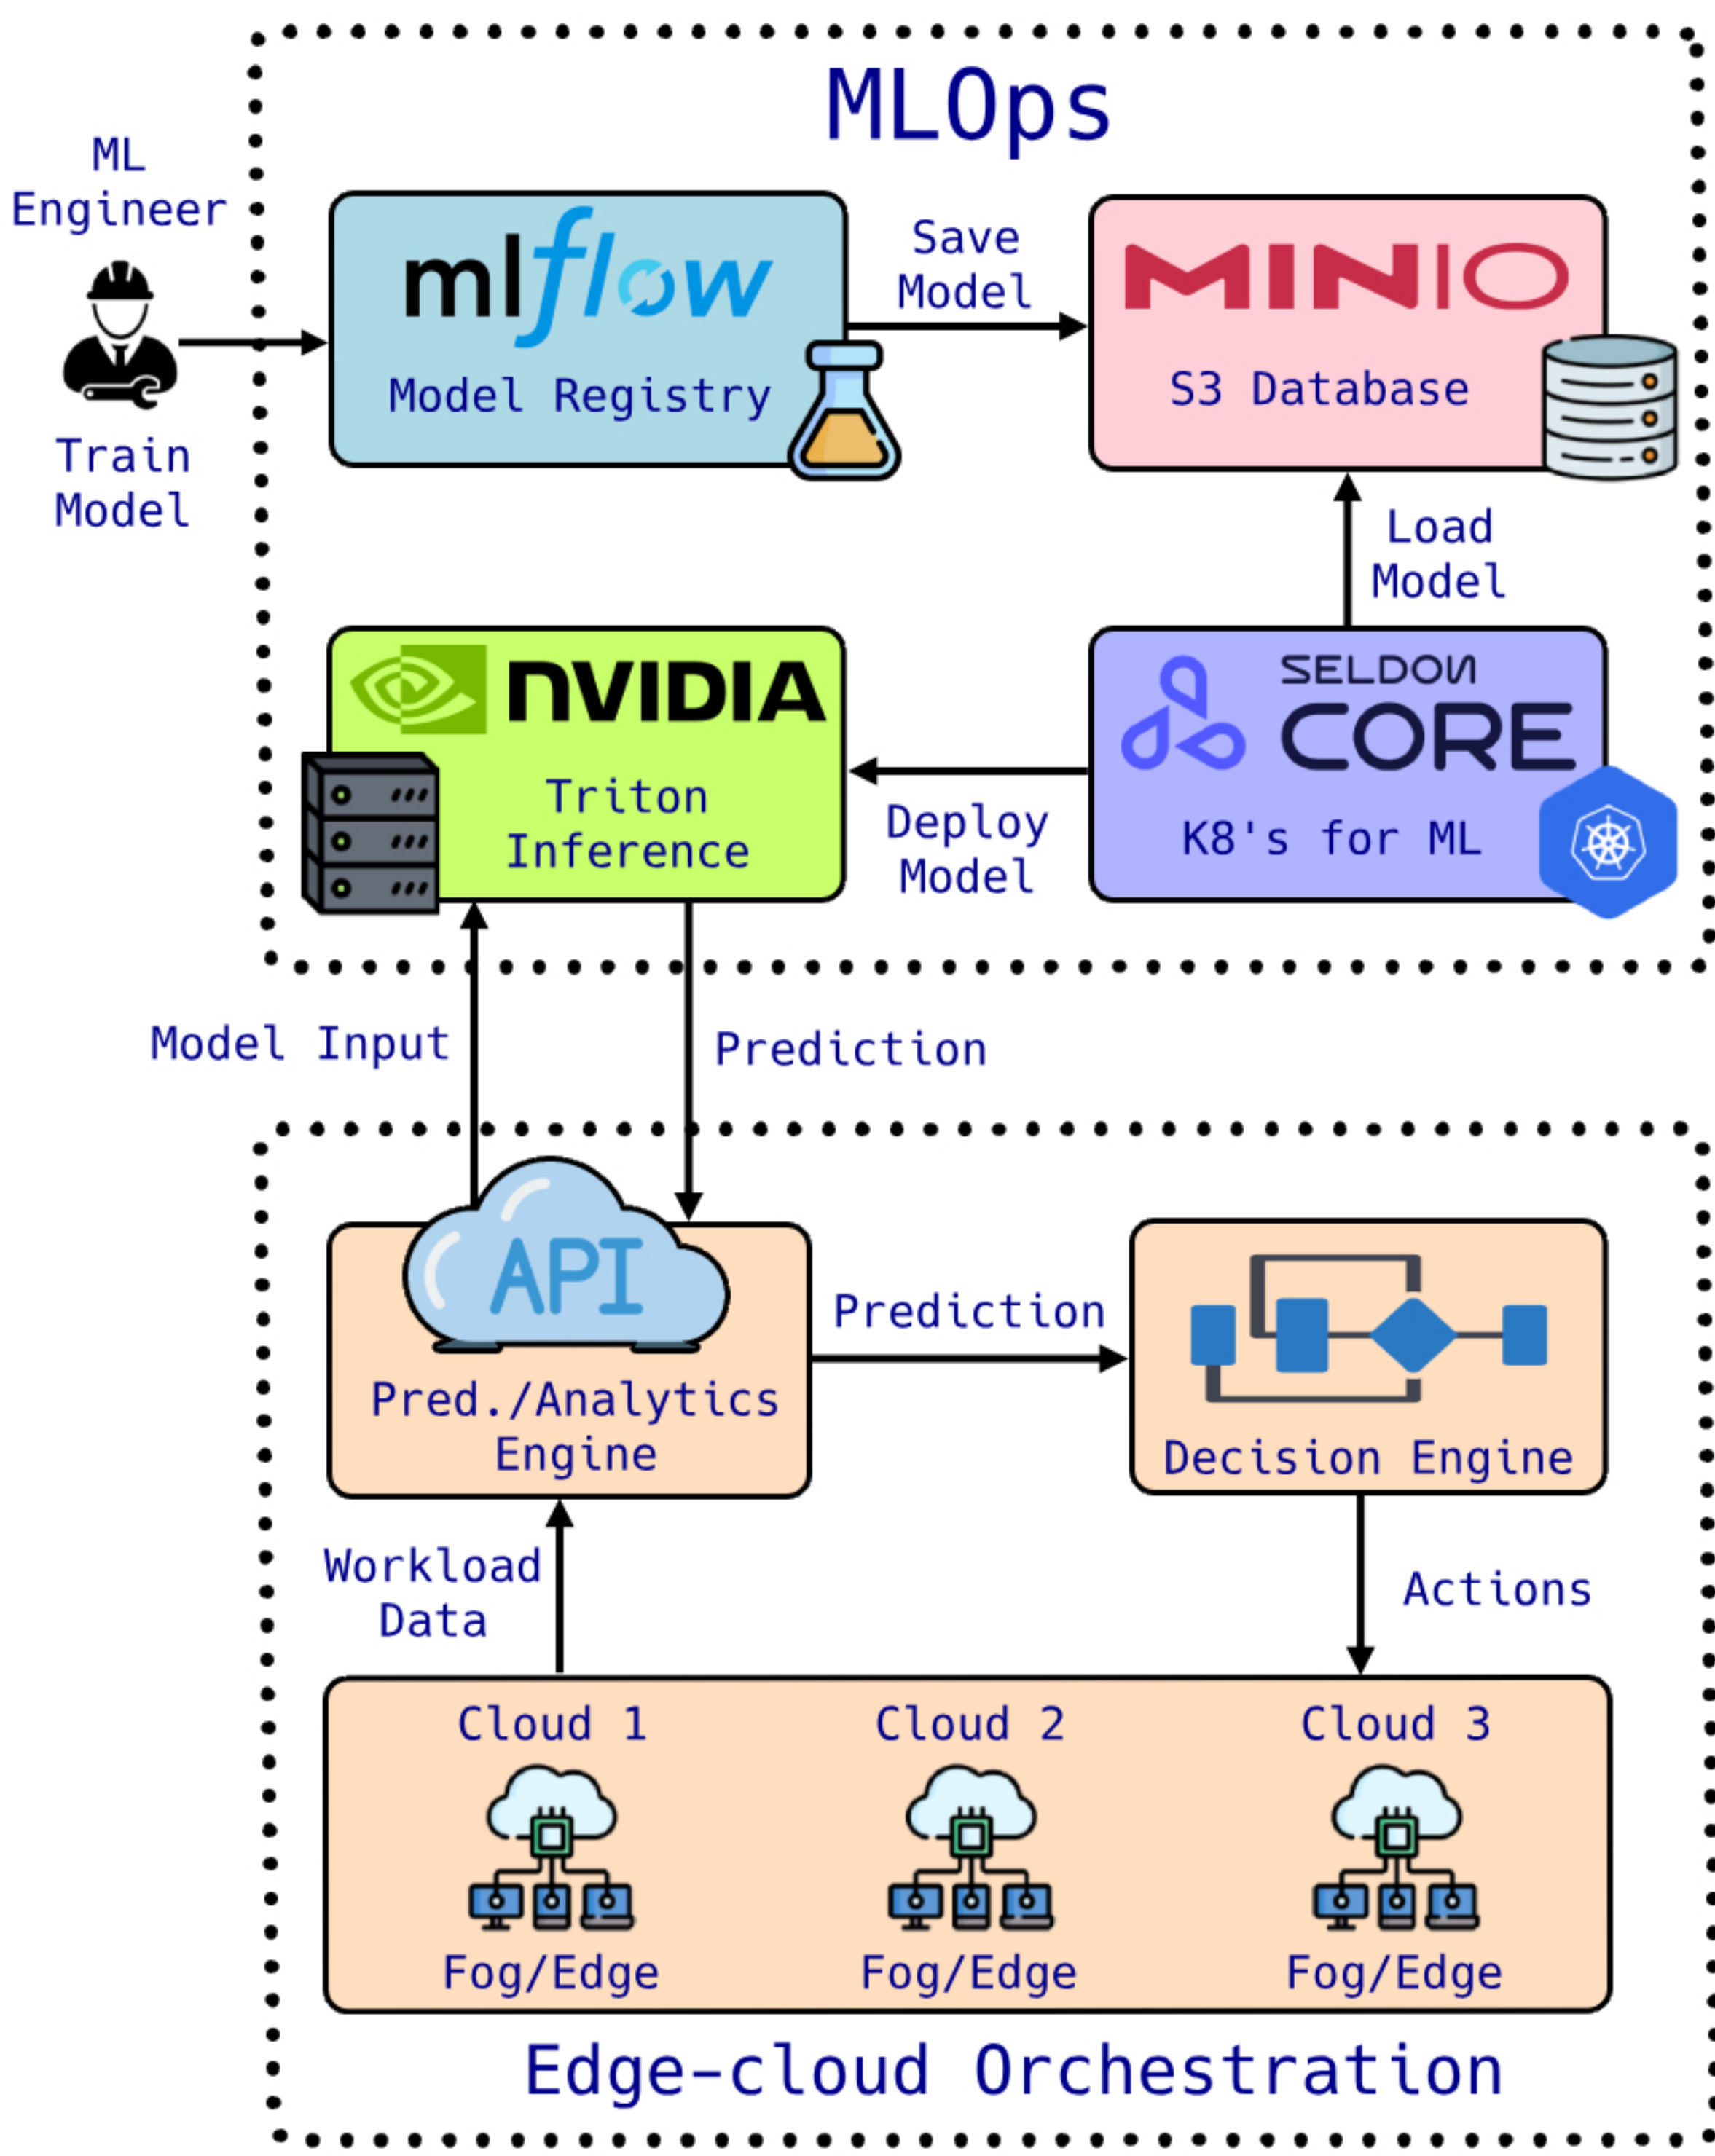 MLOps
ML
Engineer
Train
Model
mlflow
Model Registry
Save
Model
MINIO
S3 Database
Load
Model
NVIDIA
Triton
Inference
Deploy
Model
SELDON
CORE
K8's for ML
Model Input
Prediction
API
Pred./Analytics
Engine
Prediction
Decision Engine
Workload
Data
Actions
Cloud 1
Cloud 2
Cloud 3
Fog/Edge
Fog/Edge
Fog/Edge
Edge-cloud Orchestration